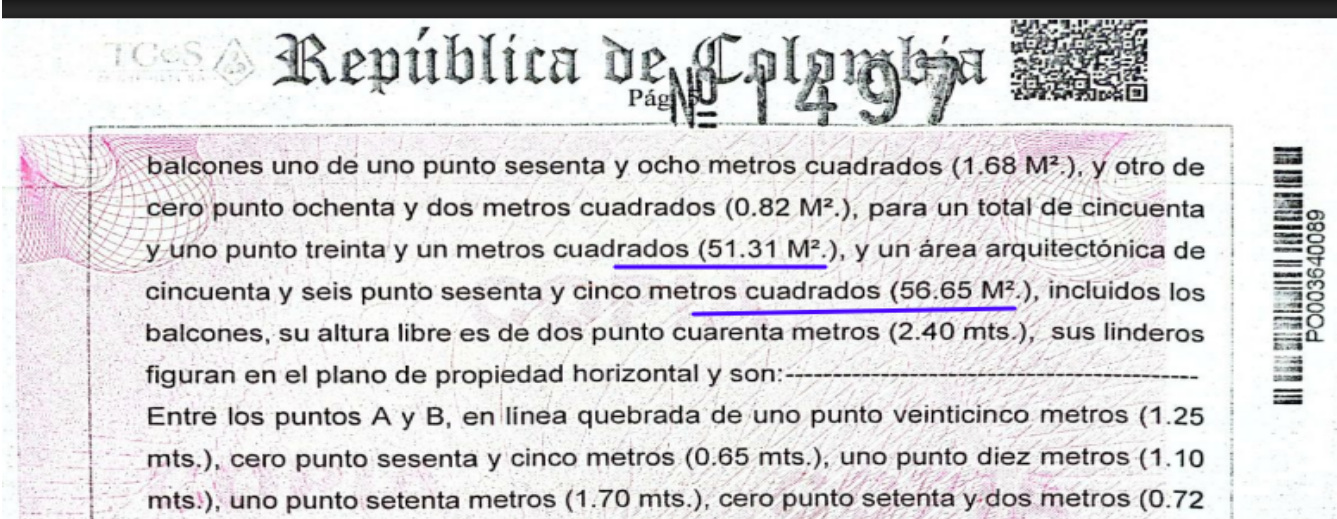 TC&S
República de Colombia
Pág
Nº 1497
balcones uno de uno punto sesenta y ocho metros cuadrados (1.68 M².), y otro de
cero punto ochenta y dos metros cuadrados (0.82 M².), para un total de cincuenta
y uno punto treinta y un metros cuadrados (51.31 M².), y un área arquitectónica de
cincuenta y seis punto sesenta y cinco metros cuadrados (56.65 M².), incluidos los
balcones, su altura libre es de dos punto cuarenta metros (2.40 mts.), sus linderos
figuran en el plano de propiedad horizontal y son:-----------------------------------------
Entre los puntos A y B, en línea quebrada de uno punto veinticinco metros (1.25
mts.), cero punto sesenta y cinco metros (0.65 mts.), uno punto diez metros (1.10
mts.), uno punto setenta metros (1.70 mts.), cero punto setenta y dos metros (0.72
PO003640089